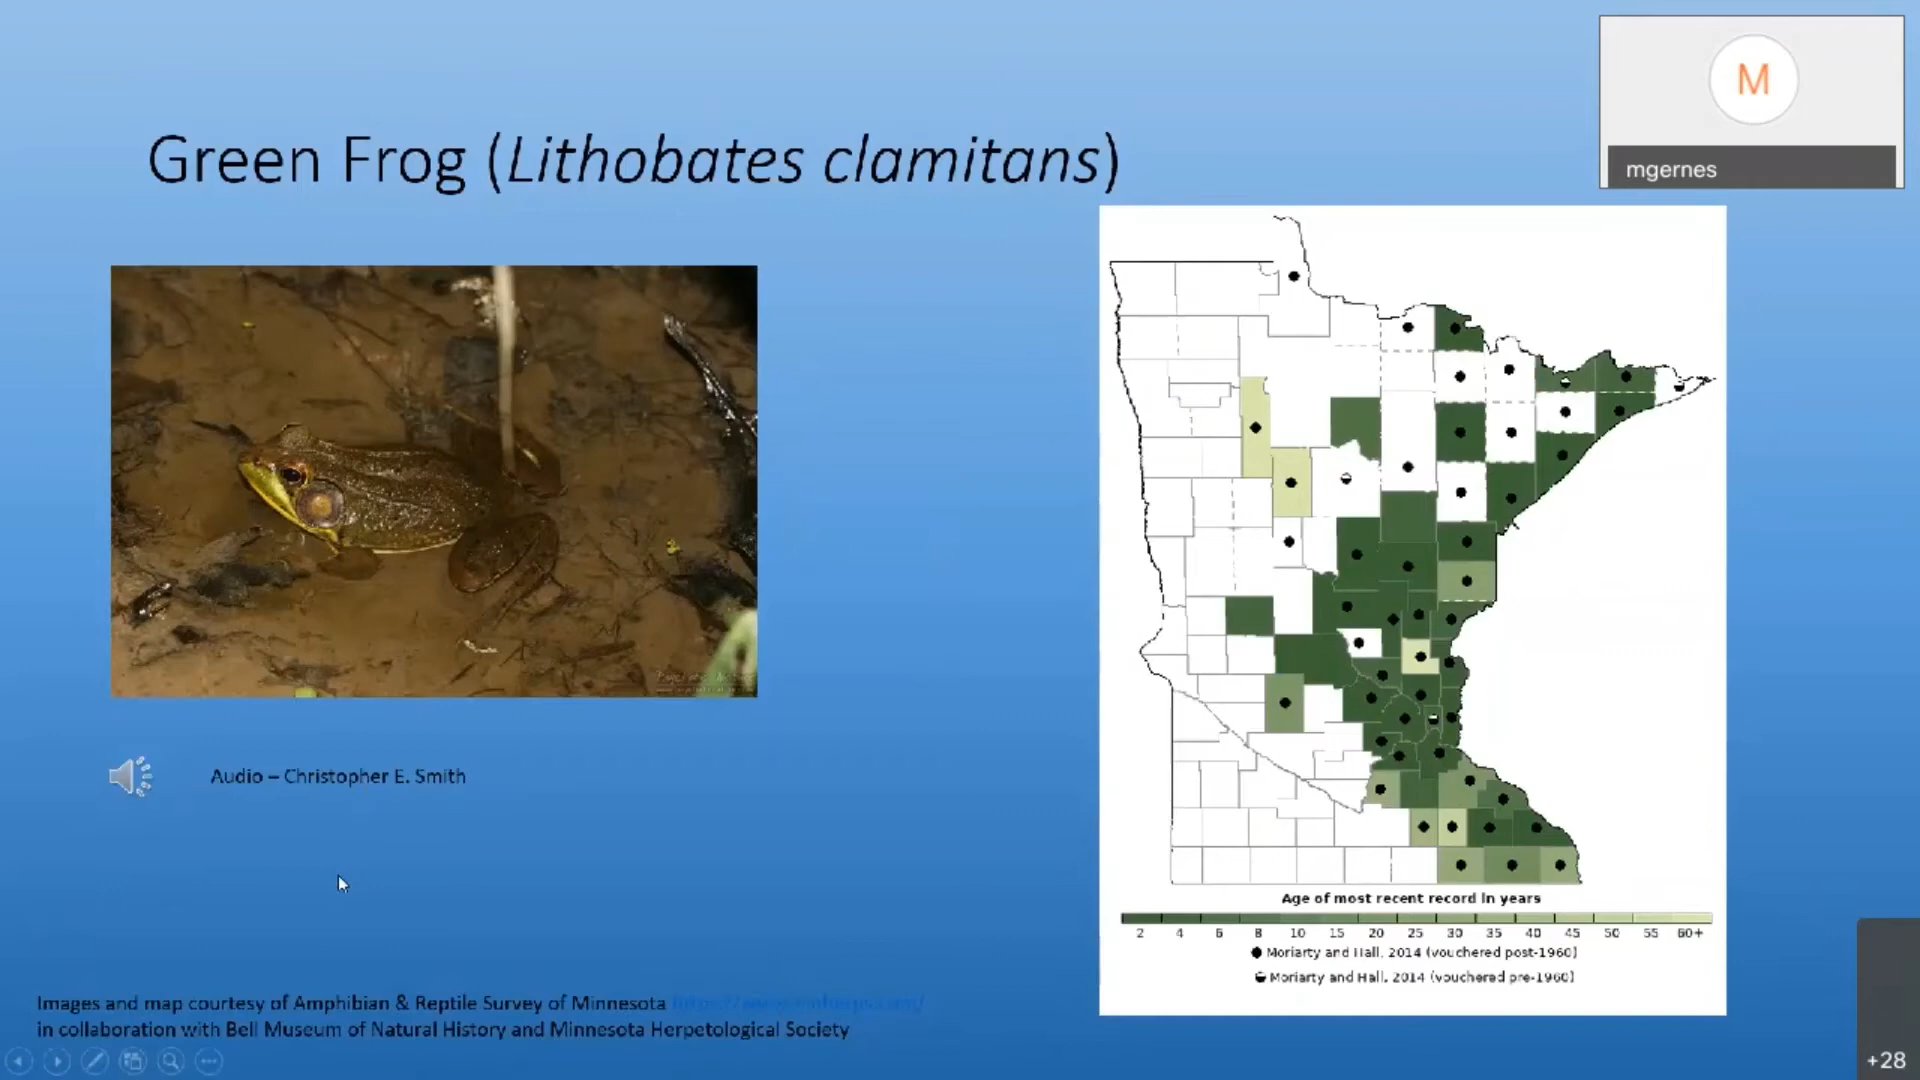 M
mgernes
Green Frog (Lithobates clamitans)
Audio – Christopher E. Smith
Age of most recent record in years
2 4 6 8 10 15 20 25 30 35 40 45 50 55 60+
Moriarty and Hall, 2014 (vouchered post-1960)
Moriarty and Hall, 2014 (vouchered pre-1960)
Images and map courtesy of Amphibian & Reptile Survey of Minnesota
in collaboration with Bell Museum of Natural History and Minnesota Herpetological Society
+28